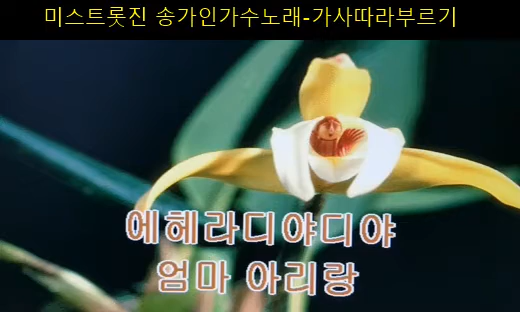 미스트롯진 송가인가수노래-가사따라부르기
에헤라디야디야
엄마 아리랑